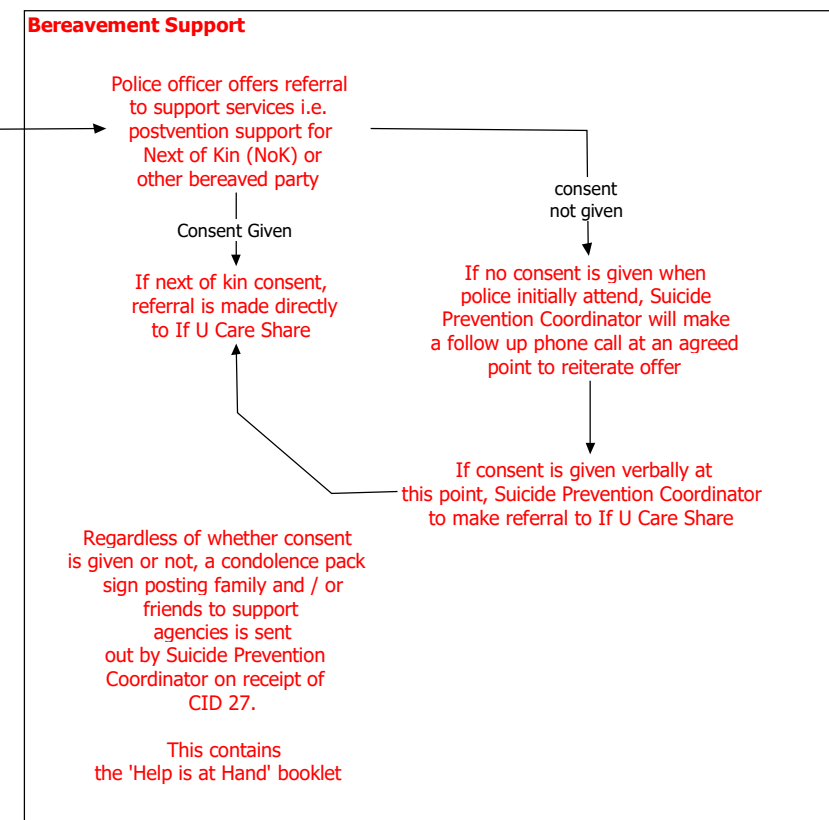 Bereavement Support
Police officer offers referral
to support services i.e.
postvention support for
Next of Kin (NoK) or
other bereaved party
consent
not given
Consent Given
If next of kin consent,
referral is made directly
to If U Care Share
If no consent is given when
police initially attend, Suicide
Prevention Coordinator will make
a follow up phone call at an agreed
point to reiterate offer
If consent is given verbally at
this point, Suicide Prevention Coordinator
to make referral to If U Care Share
Regardless of whether consent
is given or not, a condolence pack
sign posting family and / or
friends to support
agencies is sent
out by Suicide Prevention
Coordinator on receipt of
CID 27.
This contains
the 'Help is at Hand' booklet